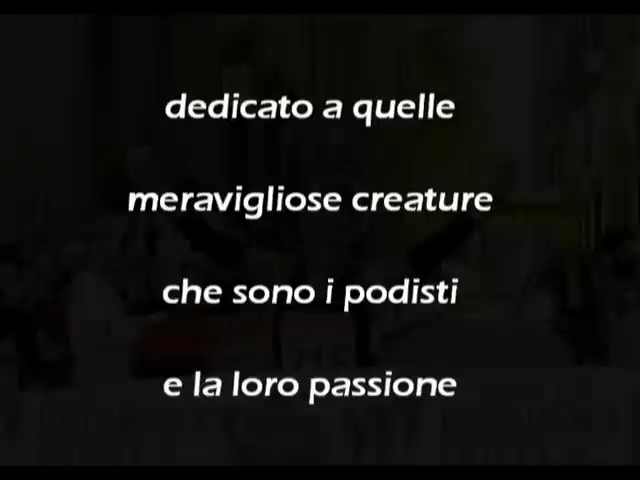 dedicato a quelle
meravigliose creature
che sono i podisti
e la loro passione